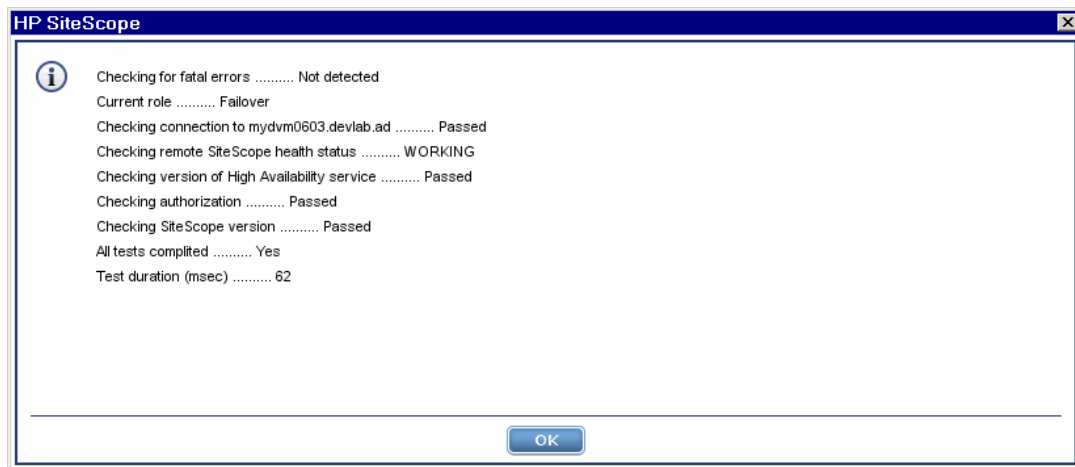 HP SiteScope
Checking for fatal errors .......... Not detected
Current role .......... Failover
Checking connection to mydvm0603.devlab.ad .......... Passed
Checking remote SiteScope health status .......... WORKING
Checking version of High Availability service .......... Passed
Checking authorization .......... Passed
Checking SiteScope version .......... Passed
All tests complited .......... Yes
Test duration (msec) .......... 62
OK